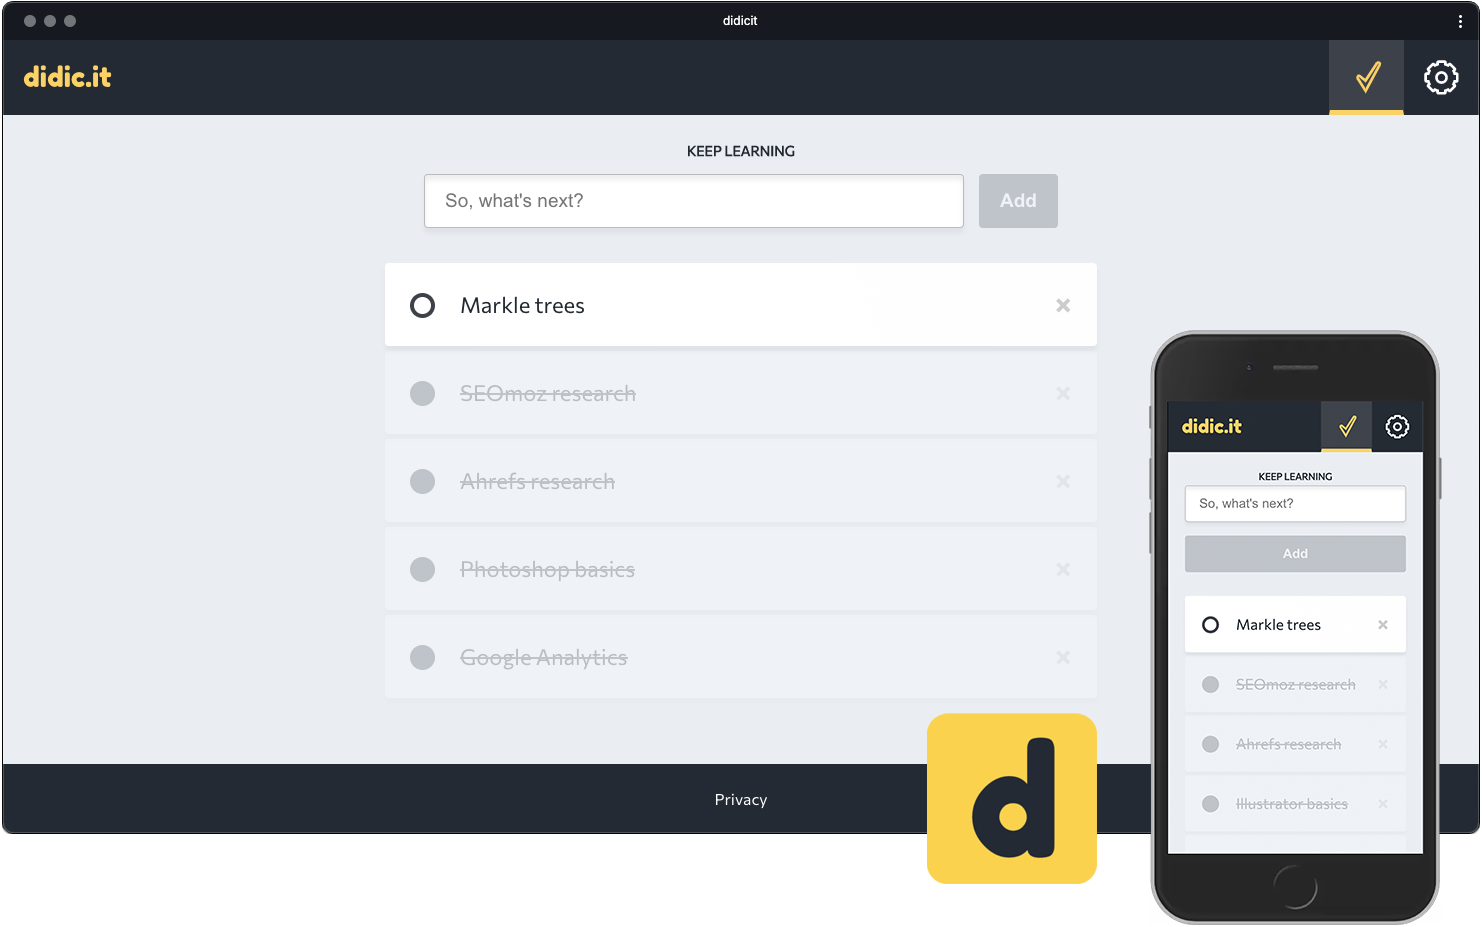 didicit
didic.it
KEEP LEARNING
So, what's next?
Add
Markle trees
SEOmoz research
Ahrefs research
Photoshop basics
Google Analytics
Privacy
d
didic.it
KEEP LEARNING
So, what's next?
Add
Markle trees
SEOmoz research
Ahrefs research
Illustrator basics